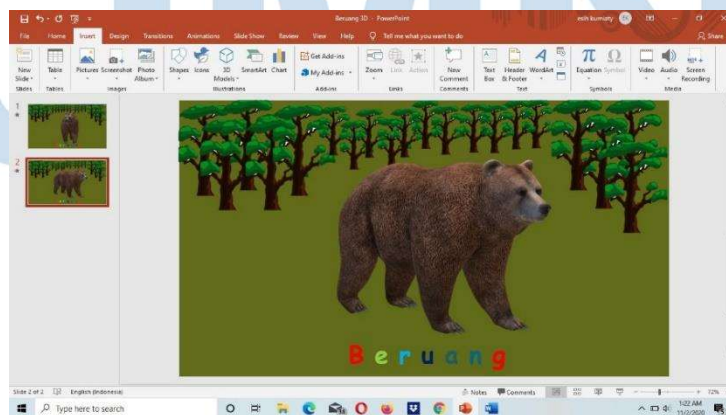 Beruang 3D - PowerPoint
esih kurniaty
File Home Insert Design Transitions Animations Slide Show Review View Help Tell me what you want to do Share
New Slide Table Pictures Screenshot Photo Album Shapes Icons 3D Models SmartArt Chart Get Add-ins My Add-ins Zoom Link Action New Comment Text Box Header & Footer WordArt Equation Symbol Video Audio Screen Recording
Slides Tables Images Illustrations Add-ins Links Comments Text Symbols Media
1
2
Beruang
Slide 2 of 2 English (Indonesia) Notes Comments 72%
Type here to search
1:22 AM